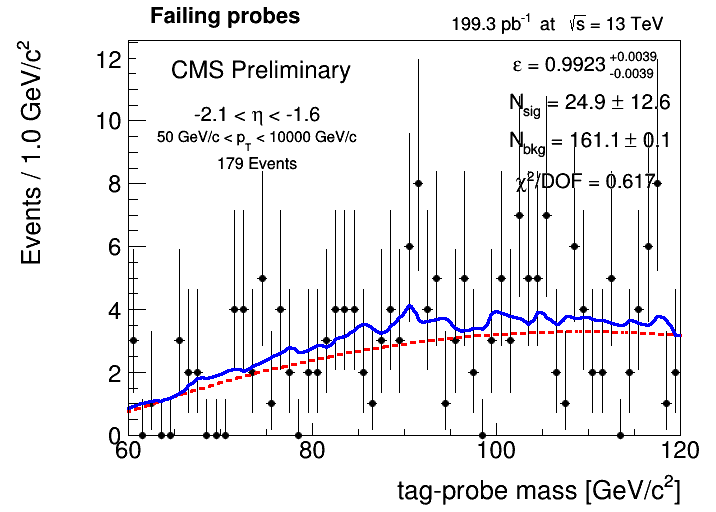 Failing probes
199.3 pb⁻¹ at √s = 13 TeV
CMS Preliminary
-2.1 < η < -1.6
50 GeV/c < p_T < 10000 GeV/c
179 Events
ε = 0.9923 +0.0039 -0.0039
N_sig = 24.9 ± 12.6
N_bkg = 161.1 ± 0.1
χ²/DOF = 0.617
Events / 1.0 GeV/c²
12
10
8
6
4
2
0
60 80 100 120
tag-probe mass [GeV/c²]